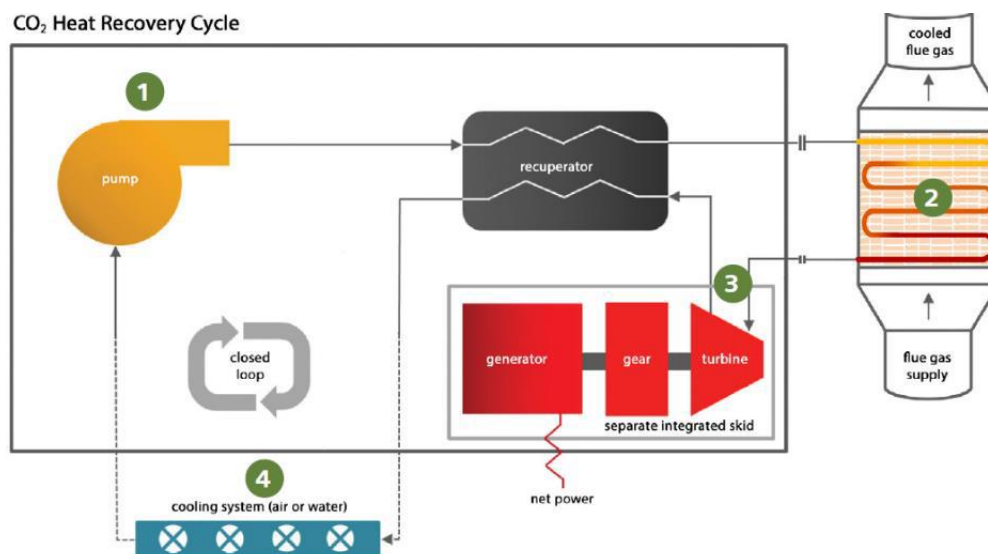 CO₂ Heat Recovery Cycle
cooled
flue gas
1
pump
recuperator
2
3
closed
loop
generator
gear
turbine
flue gas
supply
separate integrated skid
4
cooling system (air or water)
net power